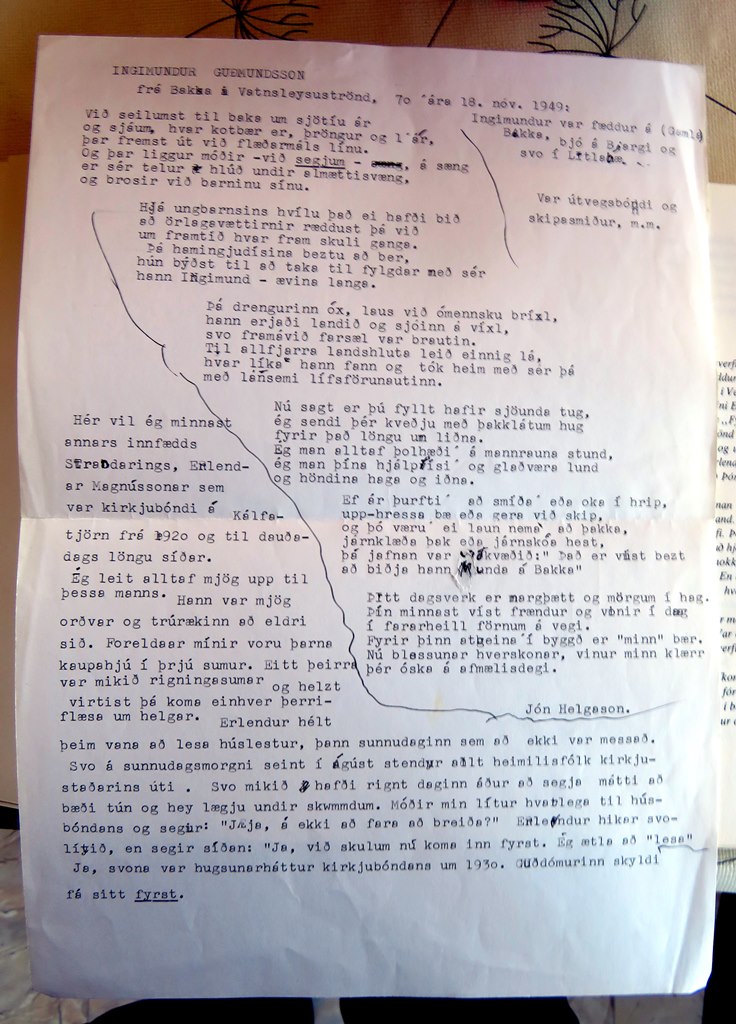 INGIMUNDUR GUÐMUNDSSON
frá Bakka á Vatnsleysuströnd, 70 ´ára 18. nóv. 1949:
Ingimundur var fæddur á (Gamla)
Bakka, bjó á Bjargi og
svo í Litlabæ.
Var útvegsbóndi og
skipasmiður, m.m.
Við seilumst til baka um sjötíu ár
og sjáum, hvar kotbær er, þröngur og l´ár,
þar fremst út við flæðarmáls línu.
Og þar liggur móðir -við segjum - á sæng
er sér telur hlúð undir almættisvæng,
og brosir við barninu sínu.
Hjá ungbarnsins hvílu það ei hafði bið
að örlagavættirnir ræddust þá við
um framtíð hvar fram skuli ganga.
Þá hamingjudísina beztu að ber,
hún býðst til að taka til fylgdar með sér
hann Ingimund - ævina langa.
Þá drengurinn óx, laus við ómennsku bríxl,
hann erjaði landið og sjóinn á víxl,
svo framávið farsæl var brautin.
Til allfjarra landshluta leið einnig lá,
hvar líka hann fann og tók heim með sér þá
með lánsemi lífsförunautinn.
Nú sagt er þú fyllt hafir sjöunda tug,
ég sendi þér kveðju með þakklátum hug
fyrir það löngu um liðna.
Ég man alltaf þolbæði´ á mannrauna stund,
ég man þína hjálpfísi´ og glaðværa lund
og höndina haga og iðna.
Ef ár þurfti´ að smíða´ eða oka í hrip,
upp-hressa bæ eða gera við skip,
og þó væru´ ei laun nema´ að þakka,
járnklæða þak eða járnskóa hest,
þá jafnan var kvæðið:" Það er víst bezt
að biðja hann Munda á Bakka"
Þitt dagsverk er margþætt og mörgum í hag.
Þín minnast víst frændur og vinir í dag
í fararheill förnum á vegi.
Fyrir þinn atbeina´í byggð er "minn" bær.
Nú blessunar hverskonar, vinur minn klærr
þér óska á afmælisdegi.
Jón Helgason.
Hér vil ég minnast
annars innfædds
Strandarings, Erlend-
ar Magnússonar sem
var kirkjubóndi á Kálfa-
tjörn frá 1920 og til dauða-
dags löngu síðar.
Ég leit alltaf mjög upp til
þessa manns. Hann var mjög
orðvar og trúrækinn að eldri
sið. Foreldaar mínir voru þarna
kaupahjú í þrjú sumur. Eitt þeirra
var mikið rigningasumar og helzt
virtist þá koma einhver þerri-
flæsa um helgar. Erlendur hélt
þeim vana að lesa húslestur, þann sunnudaginn sem að ekki var messað.
Svo á sunnudagsmorgni seint í ágúst stendur allt heimilisfólk kirkju-
staðarins úti . Svo mikið hafði rignt daginn áður að segja mátti að
bæði tún og hey lægju undir skwmmdum. Móðir min lítur hvatlega til hús-
bóndans og segir: "Jæja, á ekki að fara að breiða?" Erlendur hikar svo-
lítið, en segir síðan: "Ja, við skulum nú koma inn fyrst. Ég ætla að "lesa"
Ja, svona var hugsunarháttur kirkjubóndans um 1930. Guðdómurinn skyldi
fá sitt fyrst.